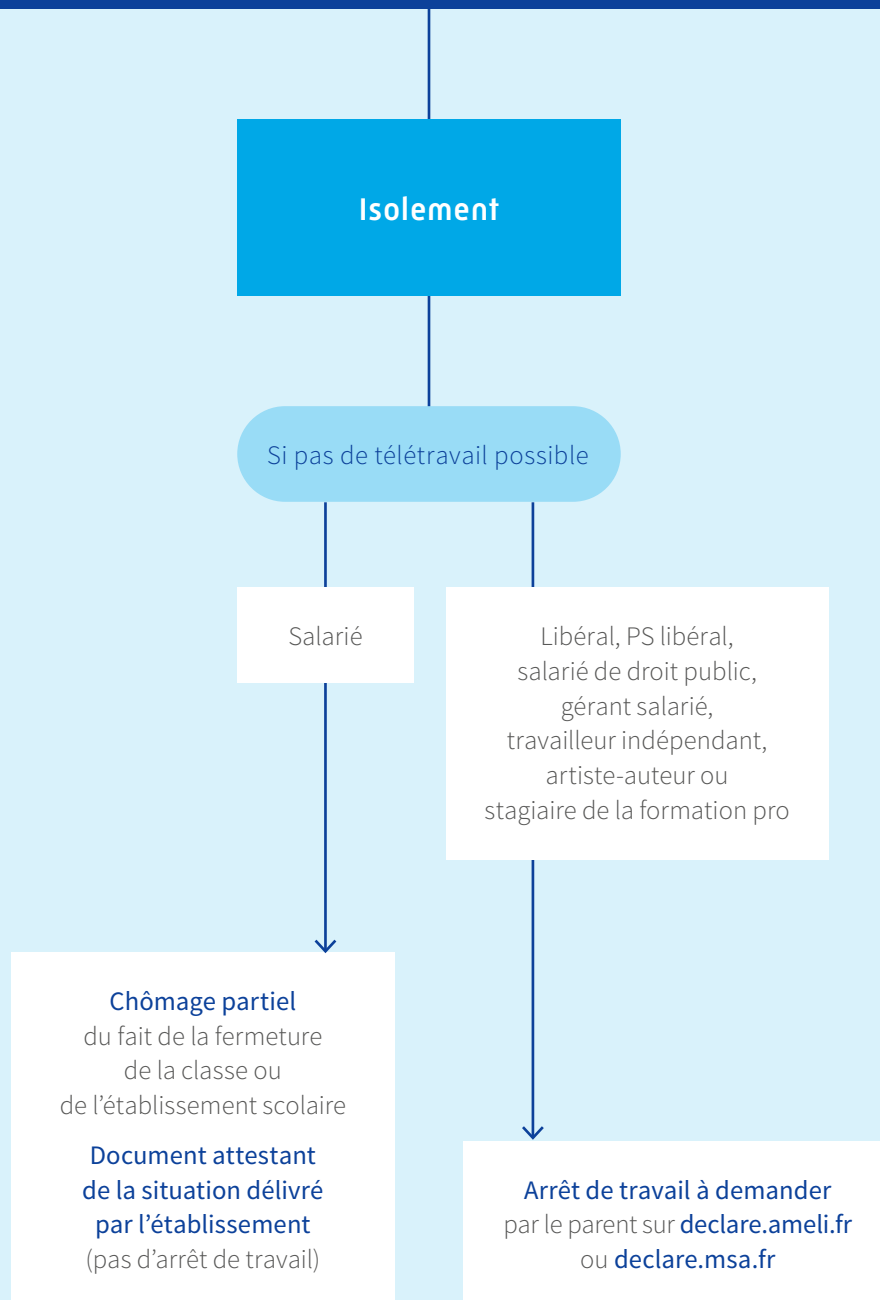 Isolement
Si pas de télétravail possible
Salarié
Libéral, PS libéral,
salarié de droit public,
gérant salarié,
travailleur indépendant,
artiste-auteur ou
stagiaire de la formation pro
Chômage partiel
du fait de la fermeture
de la classe ou
de l’établissement scolaire
Document attestant
de la situation délivré
par l’établissement
(pas d’arrêt de travail)
Arrêt de travail à demander
par le parent sur declare.ameli.fr
ou declare.msa.fr